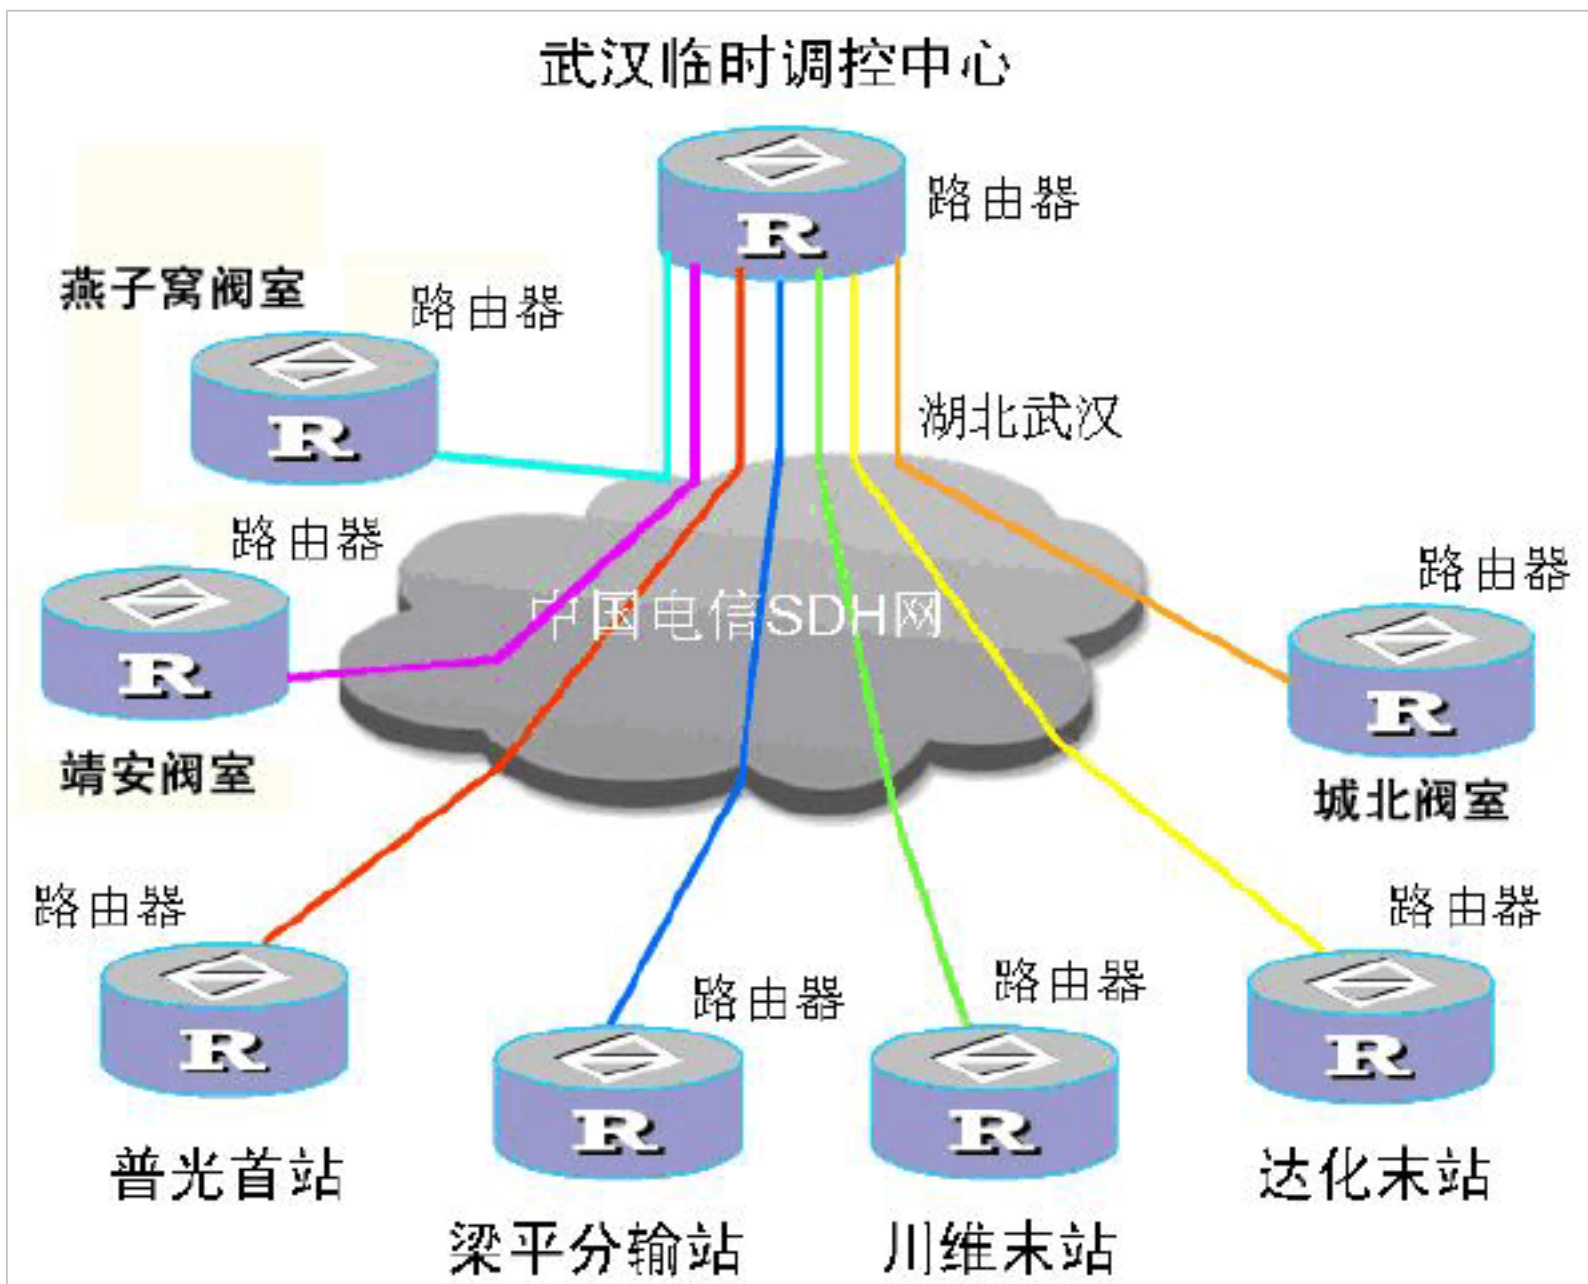 武汉临时调控中心
路由器
R
燕子窝阀室
路由器
R
湖北武汉
路由器
R
靖安阀室
中国电信SDH网
路由器
R
城北阀室
路由器
R
普光首站
路由器
R
梁平分输站
路由器
R
川维末站
路由器
R
达化末站